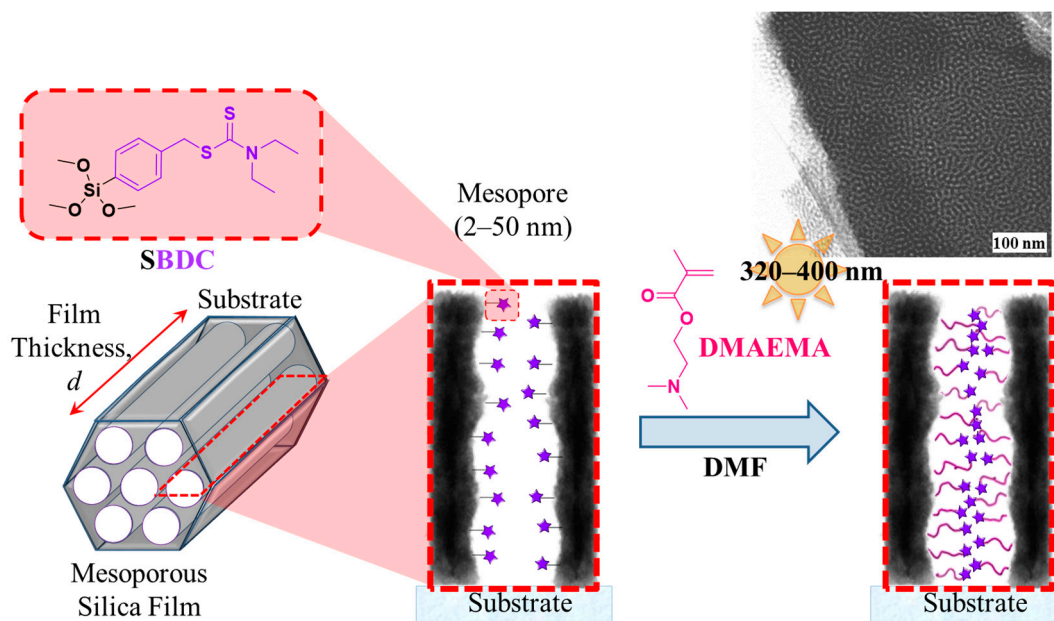 S
S
N
O
Si
O
O
SBDC
Mesopore
(2–50 nm)
100 nm
320–400 nm
O
O
N
DMAEMA
DMF
Film
Thickness,
d
Substrate
Mesoporous
Silica Film
Substrate
Substrate